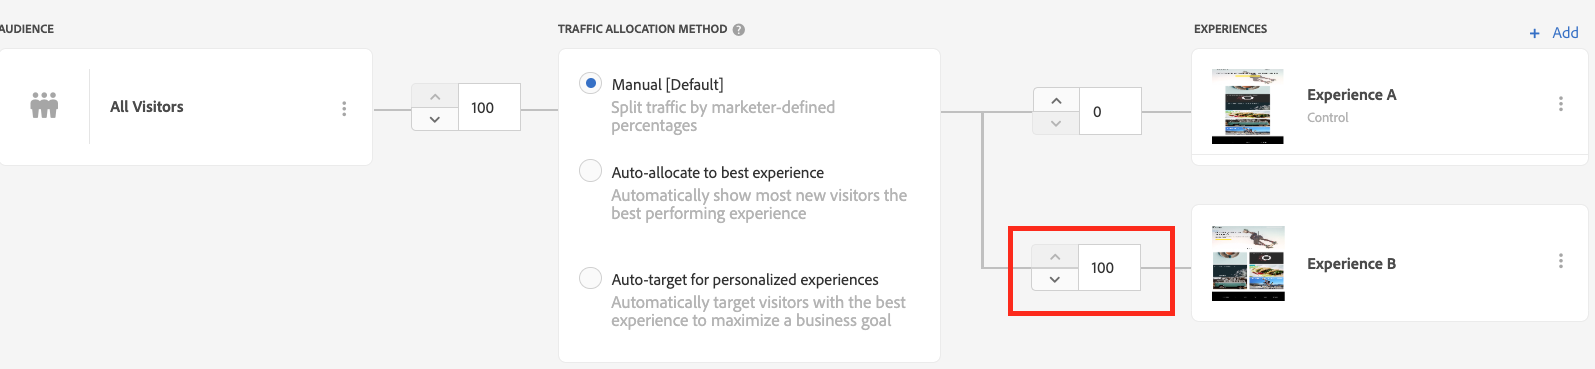 AUDIENCE
TRAFFIC ALLOCATION METHOD ?
EXPERIENCES
+ Add
All Visitors
100
Manual [Default]
Split traffic by marketer-defined
percentages
Auto-allocate to best experience
Automatically show most new visitors the
best performing experience
Auto-target for personalized experiences
Automatically target visitors with the best
experience to maximize a business goal
0
Experience A
Control
100
Experience B